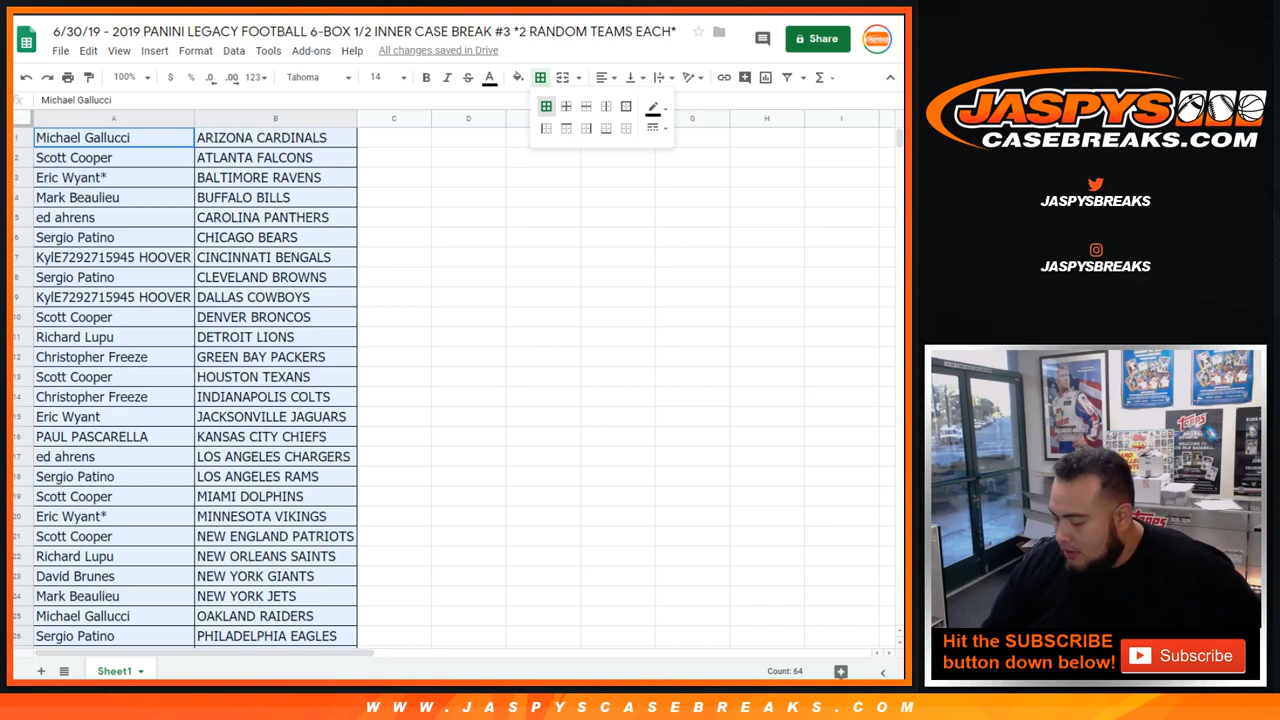 6/30/19 - 2019 PANINI LEGACY FOOTBALL 6-BOX 1/2 INNER CASE BREAK #3 *2 RANDOM TEAMS EACH*
File Edit View Insert Format Data Tools Add-ons Help All changes saved in Drive
Share
100% $ % .0 .00 123 Tahoma 14 B I S A
fx Michael Gallucci
A B C D G H I
1 Michael Gallucci ARIZONA CARDINALS
2 Scott Cooper ATLANTA FALCONS
3 Eric Wyant* BALTIMORE RAVENS
4 Mark Beaulieu BUFFALO BILLS
5 ed ahrens CAROLINA PANTHERS
6 Sergio Patino CHICAGO BEARS
7 KylE7292715945 HOOVER CINCINNATI BENGALS
8 Sergio Patino CLEVELAND BROWNS
9 KylE7292715945 HOOVER DALLAS COWBOYS
10 Scott Cooper DENVER BRONCOS
11 Richard Lupu DETROIT LIONS
12 Christopher Freeze GREEN BAY PACKERS
13 Scott Cooper HOUSTON TEXANS
14 Christopher Freeze INDIANAPOLIS COLTS
15 Eric Wyant JACKSONVILLE JAGUARS
16 PAUL PASCARELLA KANSAS CITY CHIEFS
17 ed ahrens LOS ANGELES CHARGERS
18 Sergio Patino LOS ANGELES RAMS
19 Scott Cooper MIAMI DOLPHINS
20 Eric Wyant* MINNESOTA VIKINGS
21 Scott Cooper NEW ENGLAND PATRIOTS
22 Richard Lupu NEW ORLEANS SAINTS
23 David Brunes NEW YORK GIANTS
24 Mark Beaulieu NEW YORK JETS
25 Michael Gallucci OAKLAND RAIDERS
26 Sergio Patino PHILADELPHIA EAGLES
Sheet1
Count: 64
JASPYS
CASEBREAKS.COM
JASPYSBREAKS
JASPYSBREAKS
Topps
Topps
Hit the SUBSCRIBE
button down below!
Subscribe
WWW.JASPYSCASEBREAKS.COM